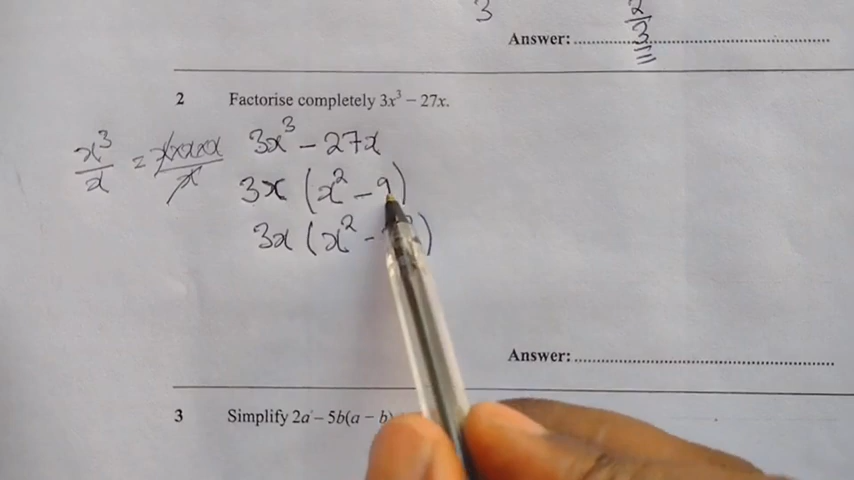 3
2
3
Answer:
2 Factorise completely 3x³ − 27x.
x³/x = xxxxx/x 3x³ − 27x
3x (x² − 9)
3x (x² − )
Answer:
3 Simplify 2a − 5b(a − b)